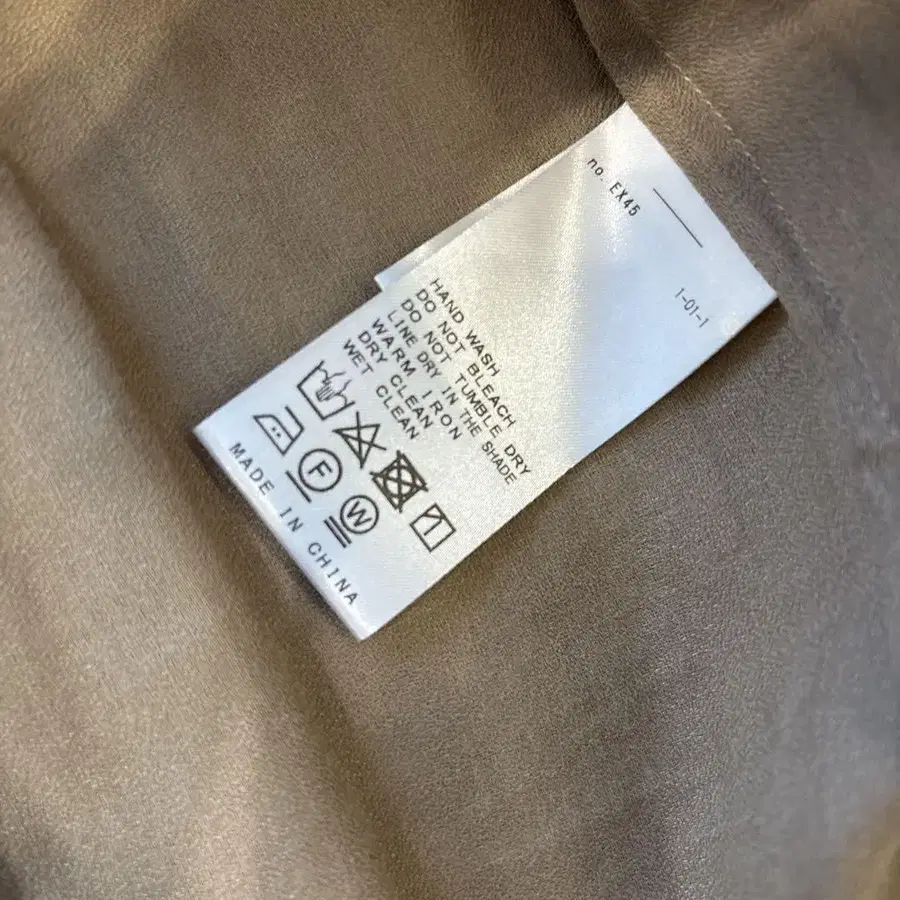 no. EX45
1-01-1
HAND WASH
DO NOT BLEACH
DO NOT TUMBLE DRY
LINE DRY IN THE SHADE
WARM IRON
DRY CLEAN
WET CLEAN
F
W
MADE IN CHINA